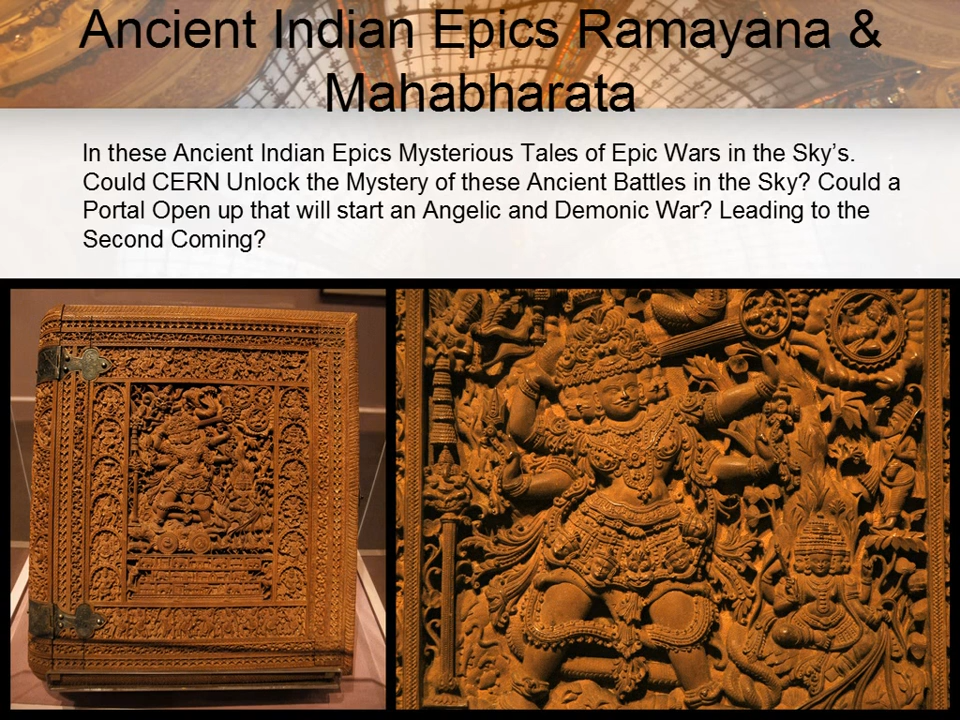 Ancient Indian Epics Ramayana &
Mahabharata
In these Ancient Indian Epics Mysterious Tales of Epic Wars in the Sky’s.
Could CERN Unlock the Mystery of these Ancient Battles in the Sky? Could a
Portal Open up that will start an Angelic and Demonic War? Leading to the
Second Coming?